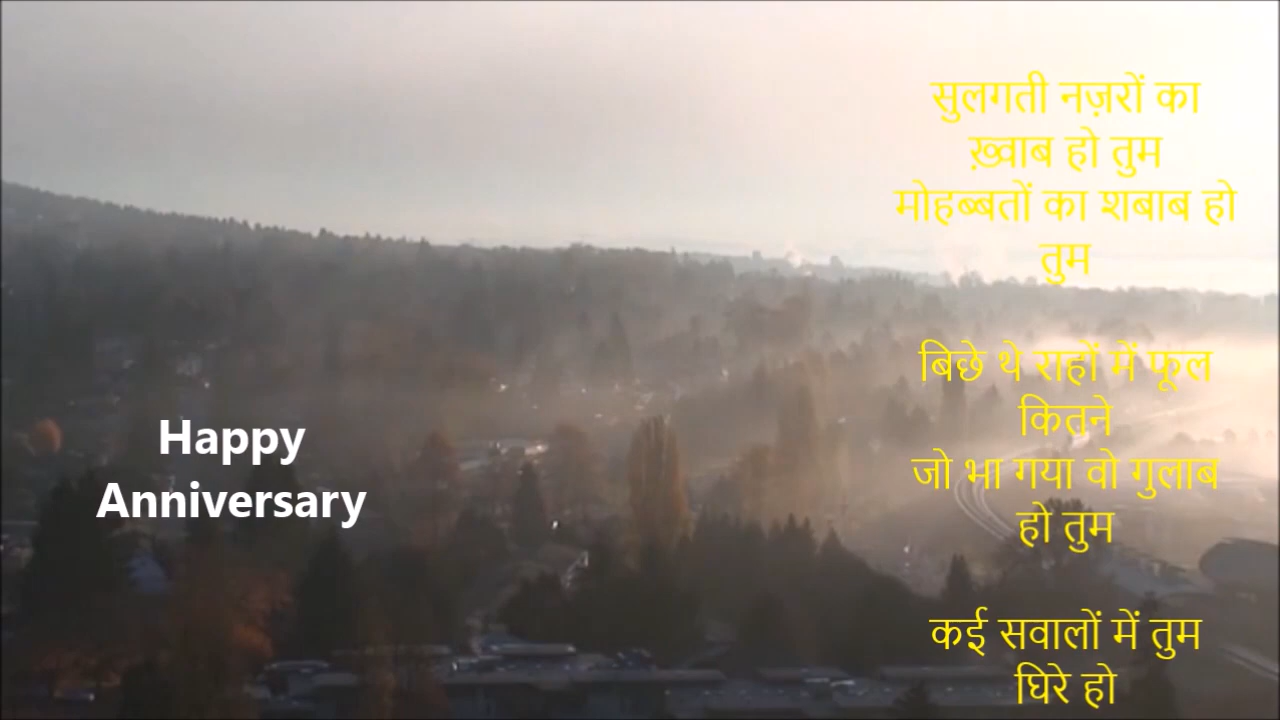 Happy
Anniversary
सुलगती नज़रों का
ख़्वाब हो तुम
मोहब्बतों का शबाब हो
तुम
बिछे थे राहों में फूल
कितने
जो भा गया वो गुलाब
हो तुम
कई सवालों में तुम
घिरे हो